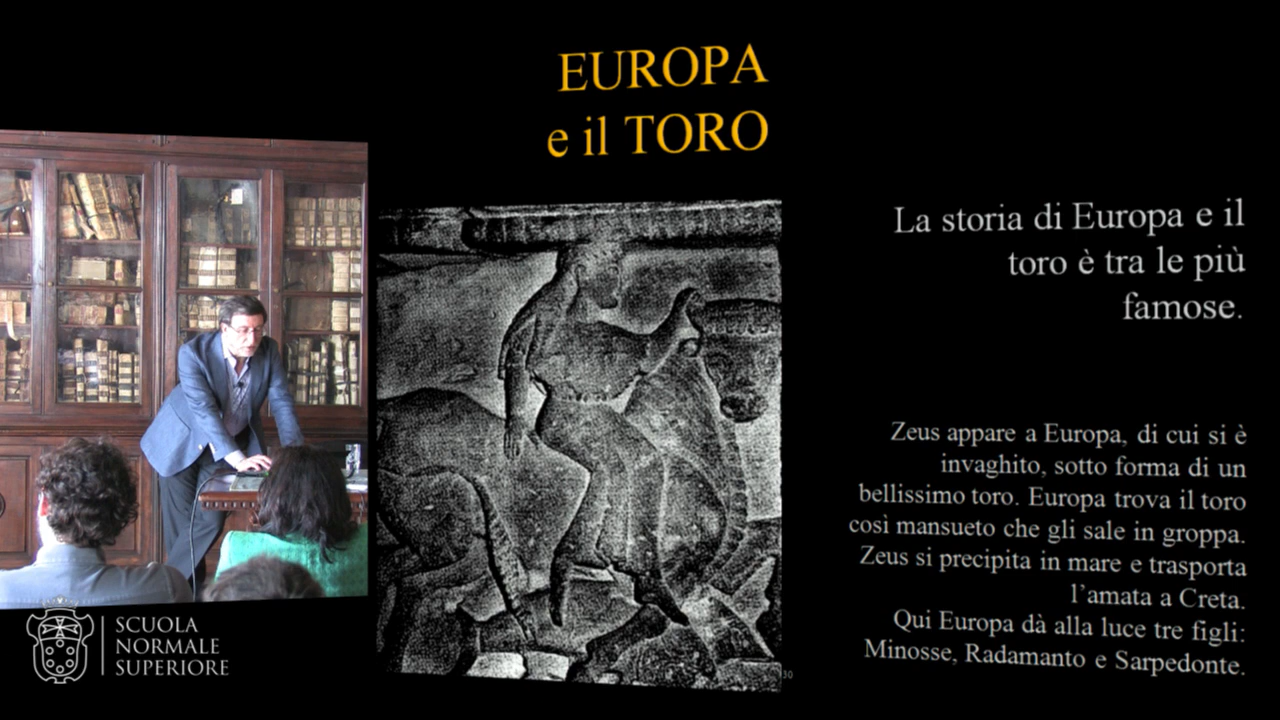 EUROPA
e il TORO
La storia di Europa e il
toro è tra le più
famose.
Zeus appare a Europa, di cui si è
invaghito, sotto forma di un
bellissimo toro. Europa trova il toro
così mansueto che gli sale in groppa.
Zeus si precipita in mare e trasporta
l'amata a Creta.
Qui Europa dà alla luce tre figli:
Minosse, Radamanto e Sarpedonte.
30
SCUOLA
NORMALE
SUPERIORE